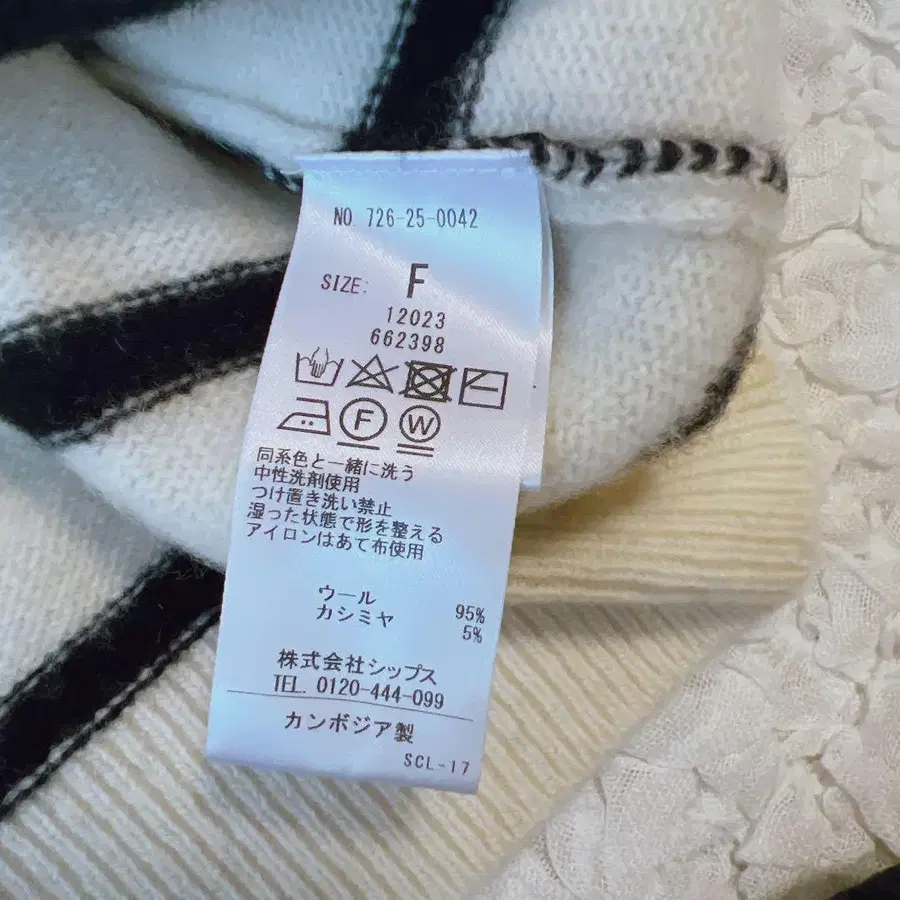 NO. 726-25-0042
SIZE: F
12023
662398
F W
同系色と一緒に洗う
中性洗剤使用
つけ置き洗い禁止
湿った状態で形を整える
アイロンはあて布使用
ウール 95%
カシミヤ 5%
株式会社シップス
TEL. 0120-444-099
カンボジア製
SCL-17